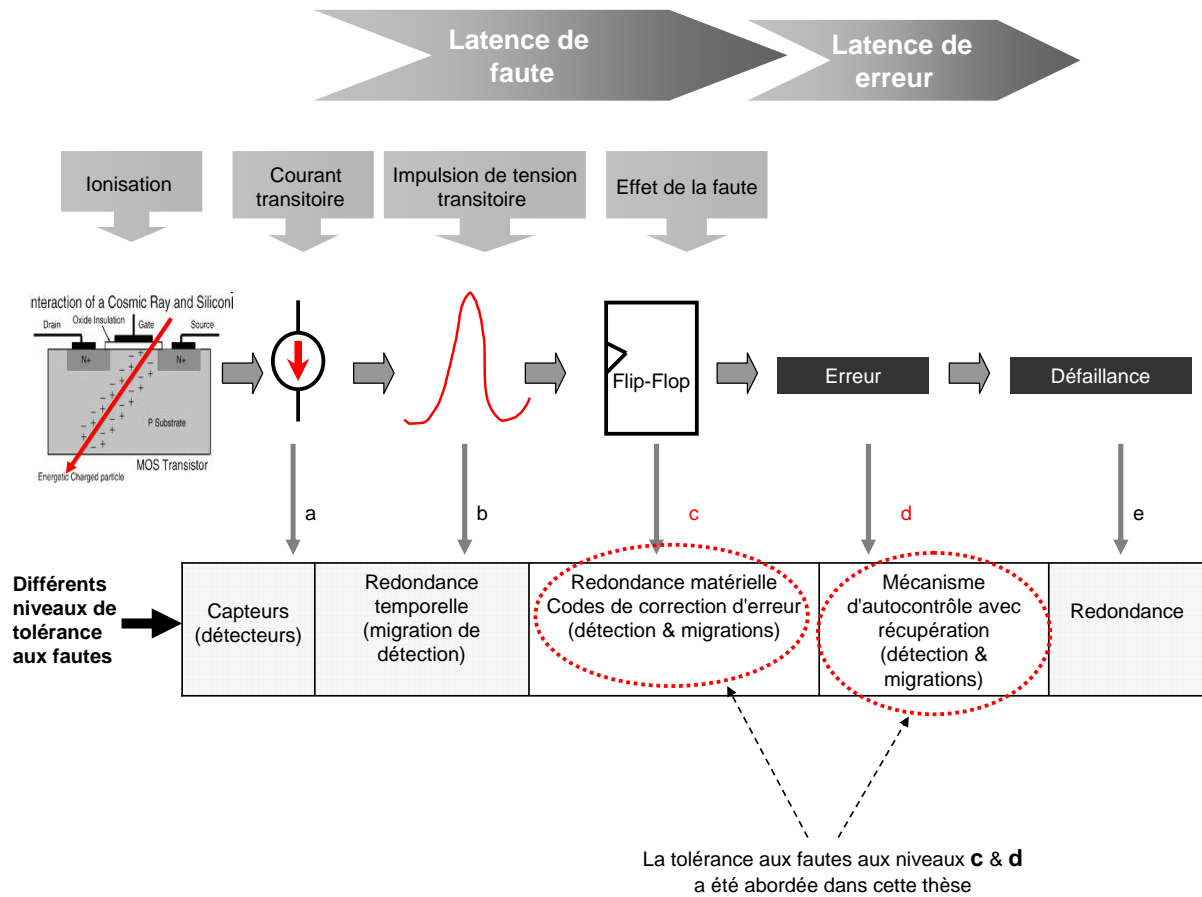 Latence de
faute
Latence de
erreur
Ionisation
Courant
transitoire
Impulsion de tension
transitoire
Effet de la faute
nteraction of a Cosmic Ray and Silicon
Oxide Insulation
Drain
Gate
Source
N+
N+
P Substrate
MOS Transistor
Energetic Charged particle
Flip-Flop
Erreur
Défaillance
a
b
c
d
e
Différents
niveaux de
tolérance
aux fautes
Capteurs
(détecteurs)
Redondance
temporelle
(migration de
détection)
Redondance matérielle
Codes de correction d'erreur
(détection & migrations)
Mécanisme
d'autocontrôle avec
récupération
(détection &
migrations)
Redondance
La tolérance aux fautes aux niveaux c & d
a été abordée dans cette thèse